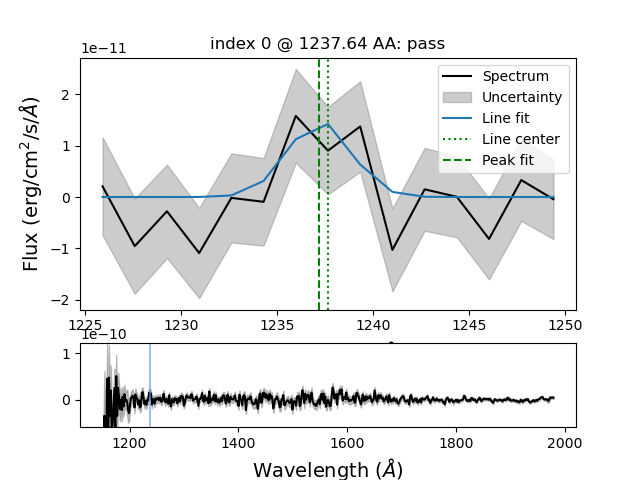 index 0 @ 1237.64 AA: pass
1e−11
Flux (erg/cm²/s/Å)
2
1
0
−1
−2
Spectrum
Uncertainty
Line fit
Line center
Peak fit
1225 1230 1235 1240 1245 1250
1e−10
1
0
1200 1400 1600 1800 2000
Wavelength (Å)